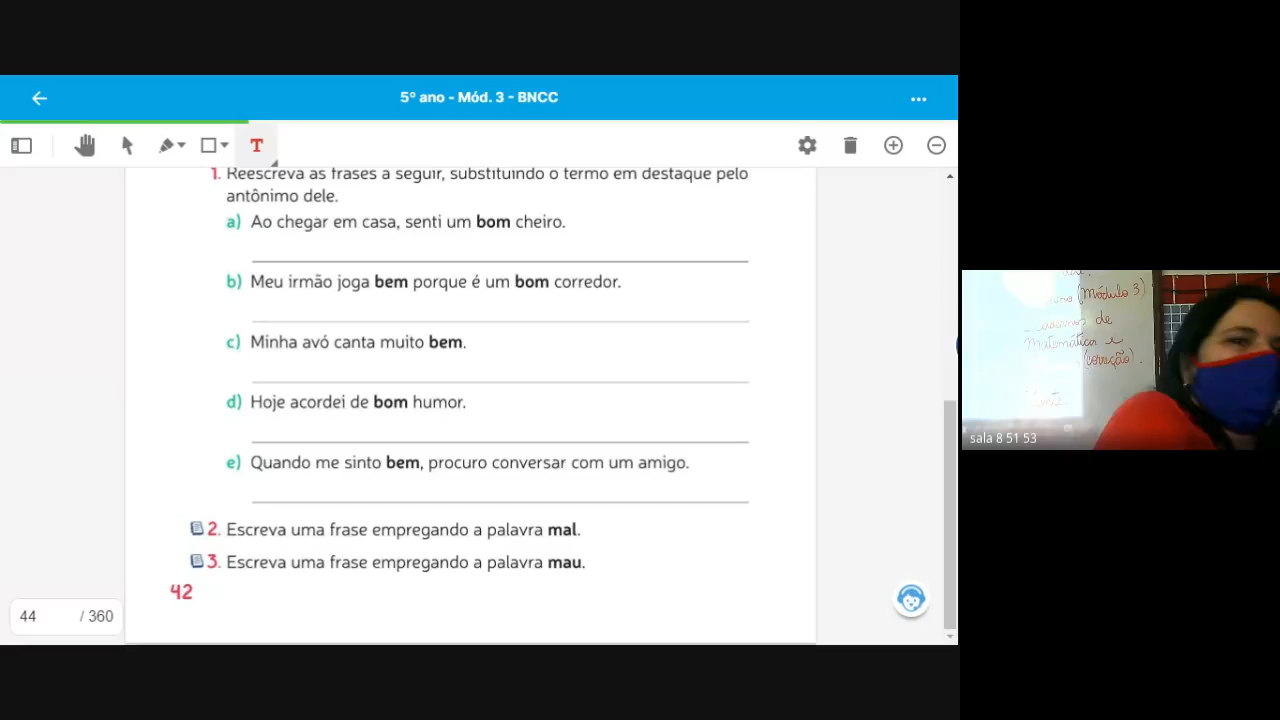 5º ano - Mód. 3 - BNCC
T
1. Reescreva as frases a seguir, substituindo o termo em destaque pelo
antônimo dele.
a) Ao chegar em casa, senti um bom cheiro.
b) Meu irmão joga bem porque é um bom corredor.
c) Minha avó canta muito bem.
d) Hoje acordei de bom humor.
e) Quando me sinto bem, procuro conversar com um amigo.
2. Escreva uma frase empregando a palavra mal.
3. Escreva uma frase empregando a palavra mau.
42
44 / 360
(Módulo 3)
de
Matemática e
(correção).
sala 8 51 53